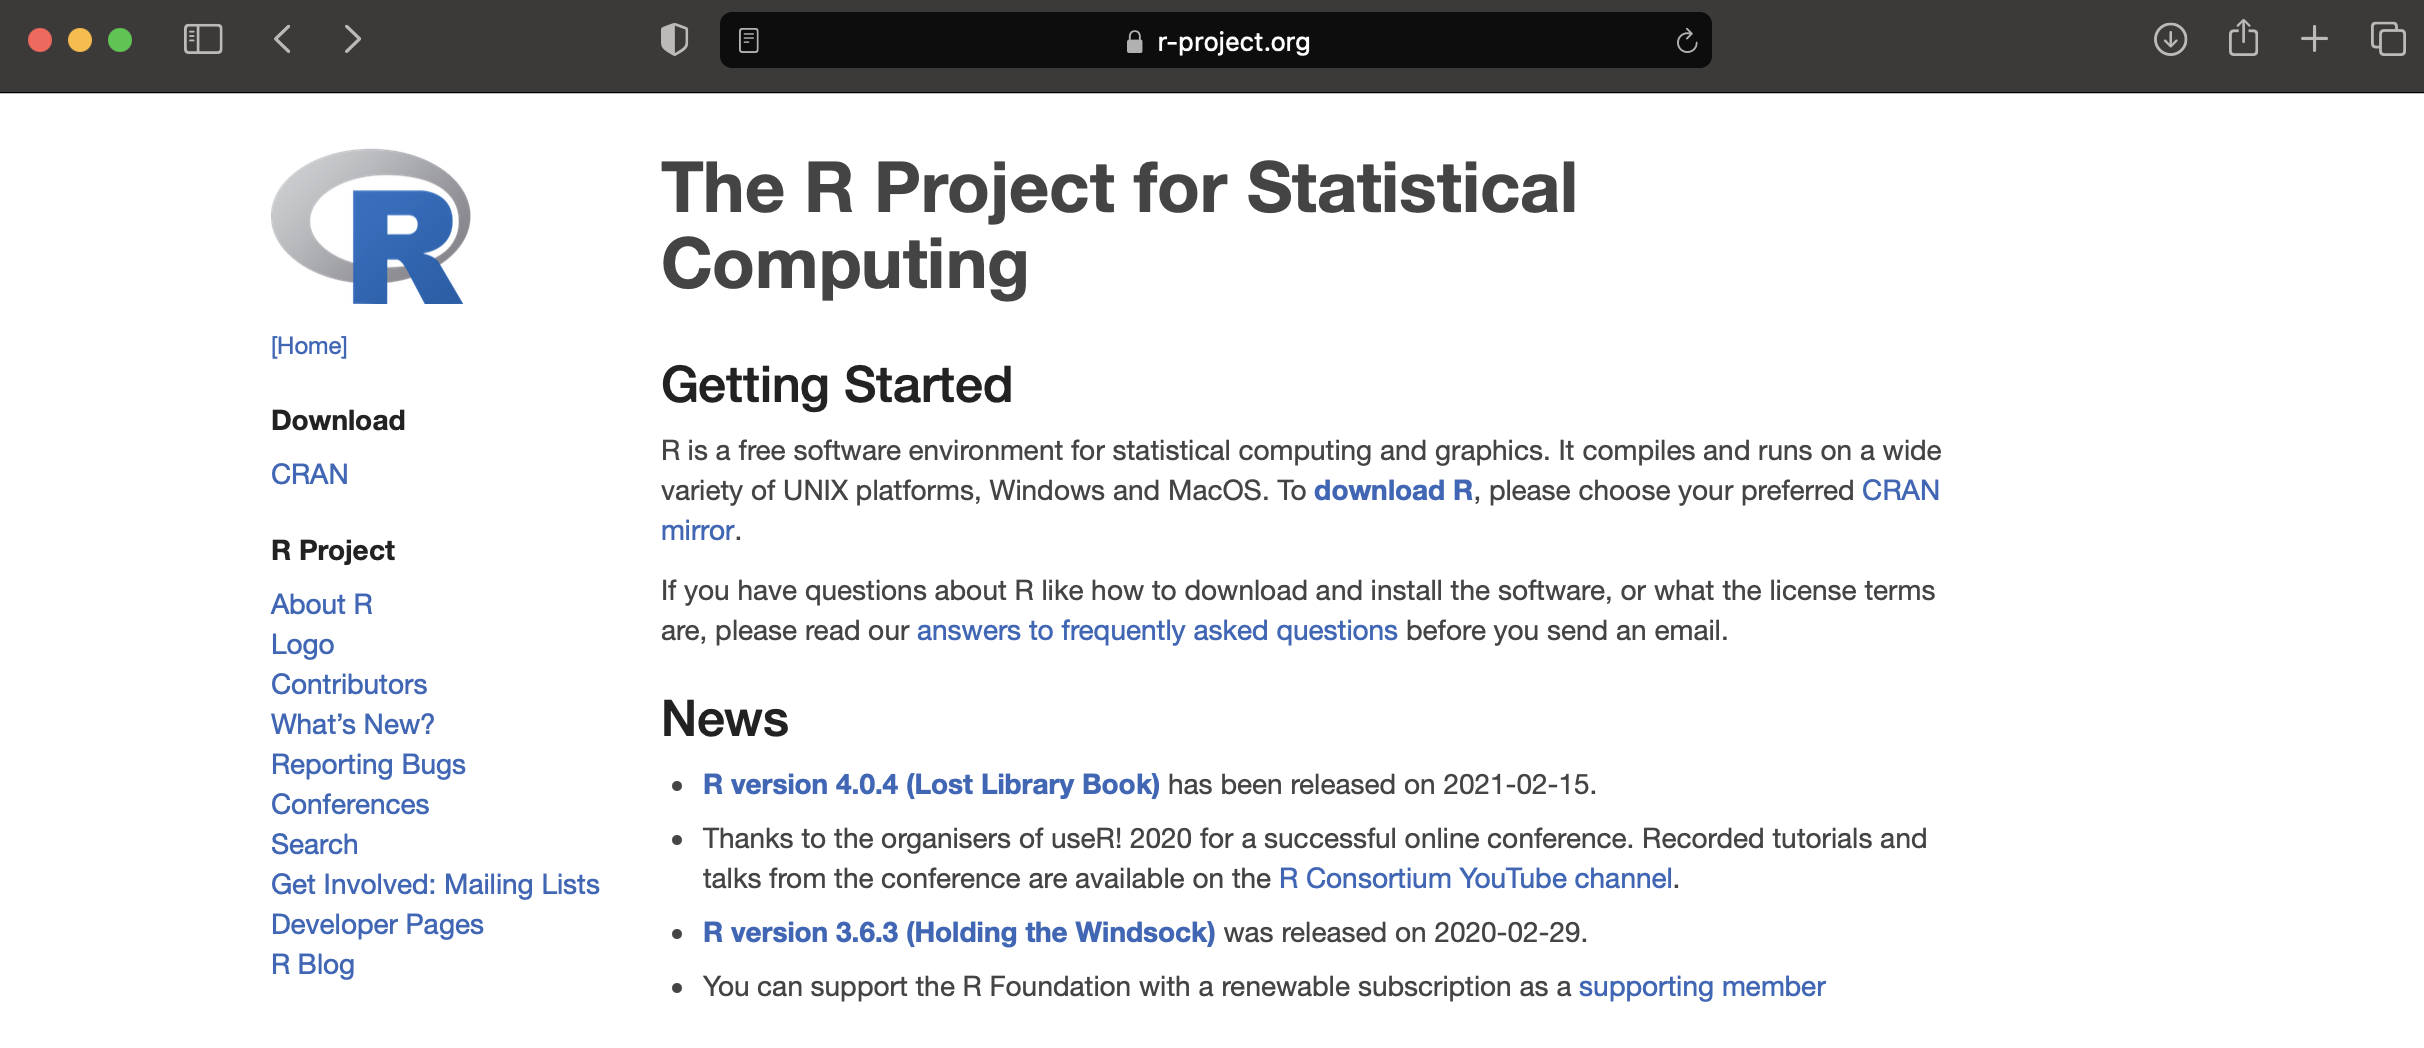 r-project.org
R
[Home]
Download
CRAN
R Project
About R
Logo
Contributors
What’s New?
Reporting Bugs
Conferences
Search
Get Involved: Mailing Lists
Developer Pages
R Blog
The R Project for Statistical
Computing
Getting Started
R is a free software environment for statistical computing and graphics. It compiles and runs on a wide
variety of UNIX platforms, Windows and MacOS. To download R, please choose your preferred CRAN
mirror.
If you have questions about R like how to download and install the software, or what the license terms
are, please read our answers to frequently asked questions before you send an email.
News
R version 4.0.4 (Lost Library Book) has been released on 2021-02-15.
Thanks to the organisers of useR! 2020 for a successful online conference. Recorded tutorials and
talks from the conference are available on the R Consortium YouTube channel.
R version 3.6.3 (Holding the Windsock) was released on 2020-02-29.
You can support the R Foundation with a renewable subscription as a supporting member